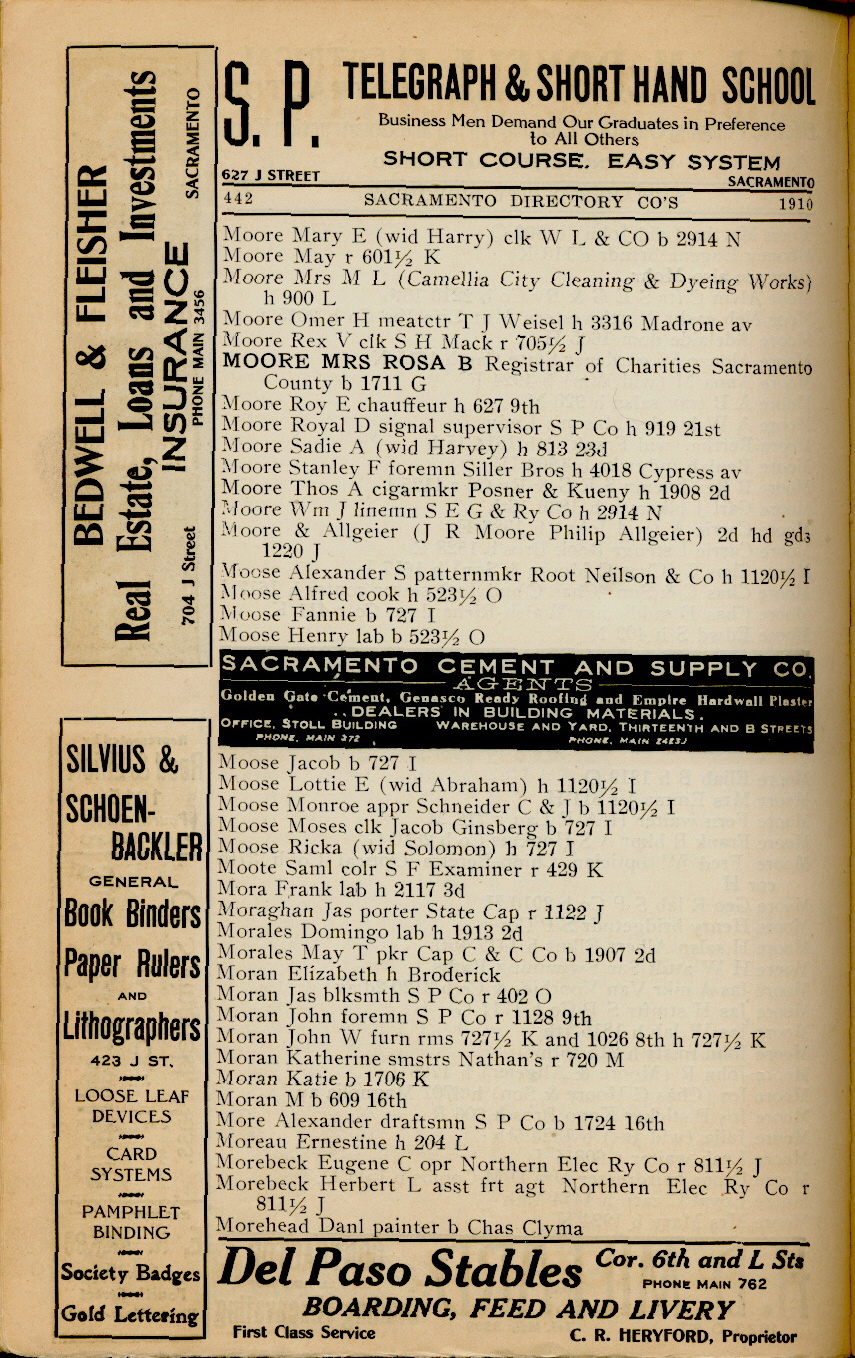 S. P.
TELEGRAPH & SHORT HAND SCHOOL
Business Men Demand Our Graduates in Preference
to All Others
SHORT COURSE. EASY SYSTEM
627 J STREET
SACRAMENTO
442 SACRAMENTO DIRECTORY CO'S 1910
Moore Mary E (wid Harry) clk W L & CO b 2914 N
Moore May r 601½ K
Moore Mrs M L (Camellia City Cleaning & Dyeing Works)
h 900 L
Moore Omer H meatctr T J Weisel h 3316 Madrone av
Moore Rex V clk S H Mack r 705½ J
MOORE MRS ROSA B Registrar of Charities Sacramento
County b 1711 G
Moore Roy E chauffeur h 627 9th
Moore Royal D signal supervisor S P Co h 919 21st
Moore Sadie A (wid Harvey) h 813 23d
Moore Stanley F foremn Siller Bros h 4018 Cypress av
Moore Thos A cigarmkr Posner & Kueny h 1908 2d
Moore Wm J linemn S E G & Ry Co h 2914 N
Moore & Allgeier (J R Moore Philip Allgeier) 2d hd gds
1220 J
Moose Alexander S patternmkr Root Neilson & Co h 1120½ I
Moose Alfred cook h 523½ O
Moose Fannie b 727 I
Moose Henry lab b 523½ O
SACRAMENTO CEMENT AND SUPPLY CO.
AGENTS
Golden Gate Cement, Genasco Ready Roofing and Empire Hardwall Plaster
...DEALERS IN BUILDING MATERIALS.
OFFICE, STOLL BUILDING WAREHOUSE AND YARD, THIRTEENTH AND B STREETS
PHONE, MAIN 372 PHONE, MAIN 2423J
Moose Jacob b 727 I
Moose Lottie E (wid Abraham) h 1120½ I
Moose Monroe appr Schneider C & J b 1120½ I
Moose Moses clk Jacob Ginsberg b 727 I
Moose Ricka (wid Solomon) h 727 I
Moote Saml colr S F Examiner r 429 K
Mora Frank lab h 2117 3d
Moraghan Jas porter State Cap r 1122 J
Morales Domingo lab h 1913 2d
Morales May T pkr Cap C & C Co b 1907 2d
Moran Elizabeth h Broderick
Moran Jas blksmth S P Co r 402 O
Moran John foremn S P Co r 1128 9th
Moran John W furn rms 727½ K and 1026 8th h 727½ K
Moran Katherine smstrs Nathan's r 720 M
Moran Katie b 1706 K
Moran M b 609 16th
More Alexander draftsmn S P Co b 1724 16th
Moreau Ernestine h 204 L
Morebeck Eugene C opr Northern Elec Ry Co r 811½ J
Morebeck Herbert L asst frt agt Northern Elec Ry Co r
811½ J
Morehead Danl painter b Chas Clyma
Del Paso Stables
Cor. 6th and L Sts
PHONE MAIN 762
BOARDING, FEED AND LIVERY
First Class Service C. R. HERYFORD, Proprietor
BEDWELL & FLEISHER
Real Estate, Loans and Investments
INSURANCE
704 J Street PHONE MAIN 3456 SACRAMENTO
SILVIUS &
SCHOEN-
BACKLER
GENERAL
Book Binders
Paper Rulers
AND
Lithographers
423 J ST.
LOOSE LEAF
DEVICES
CARD
SYSTEMS
PAMPHLET
BINDING
Society Badges
Gold Lettering